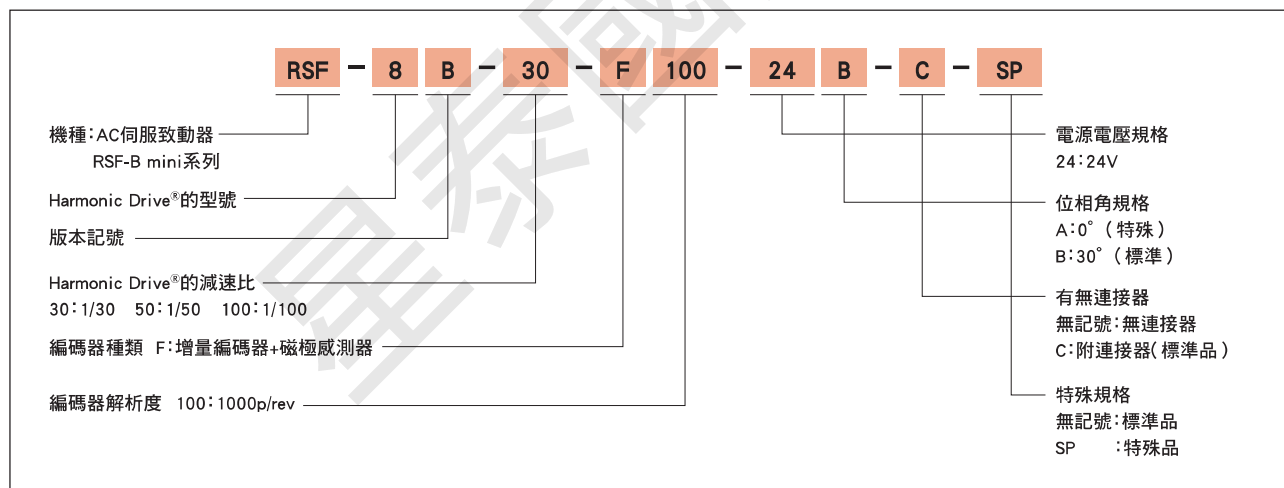 RSF - 8 B - 30 - F 100 - 24 B - C - SP
機種:AC伺服致動器
RSF-B mini系列
Harmonic Drive®的型號
版本記號
Harmonic Drive®的減速比
30:1/30 50:1/50 100:1/100
編碼器種類 F:增量編碼器+磁極感測器
編碼器解析度 100:1000p/rev
電源電壓規格
24:24V
位相角規格
A:0°(特殊)
B:30°(標準)
有無連接器
無記號:無連接器
C:附連接器(標準品)
特殊規格
無記號:標準品
SP :特殊品
星泰國